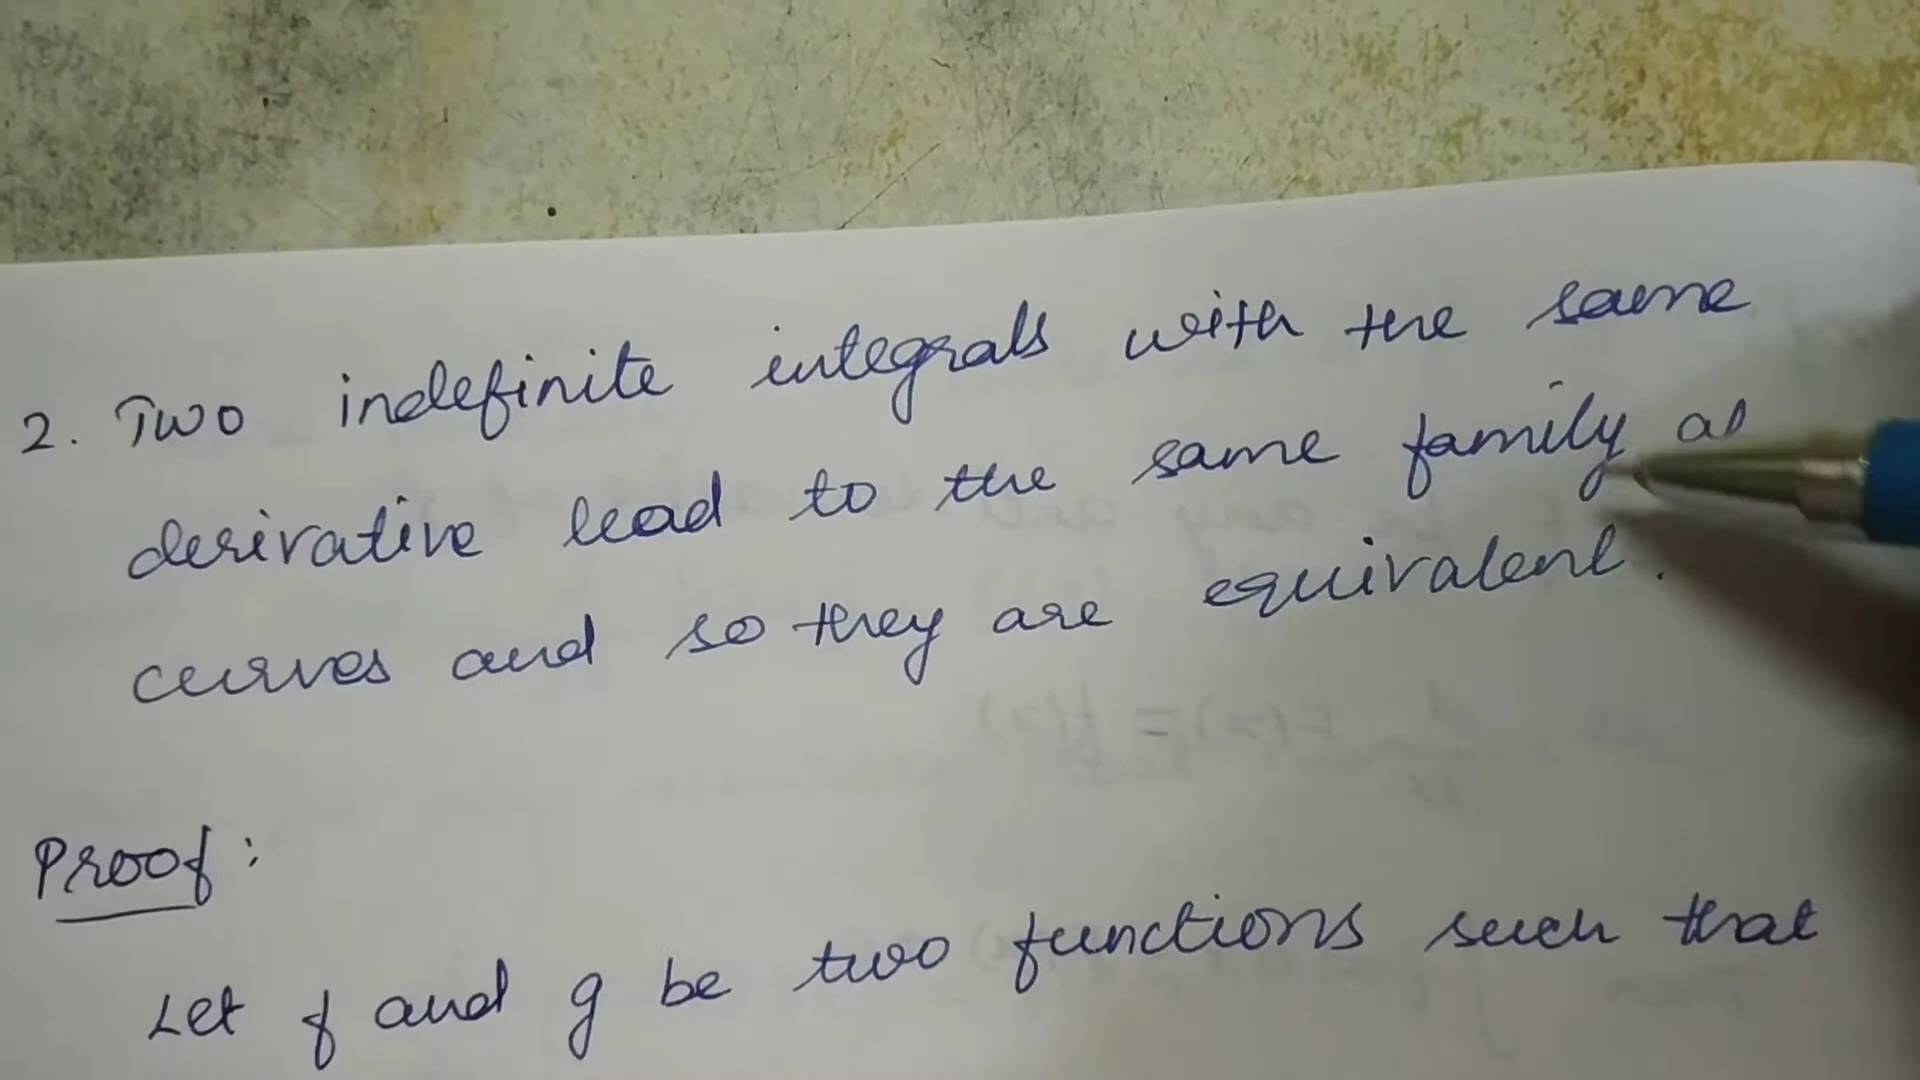 2. Two indefinite integrals with the same
derivative lead to the same family
curves and so they are equivalent.
Proof:
Let f and g be two functions such that